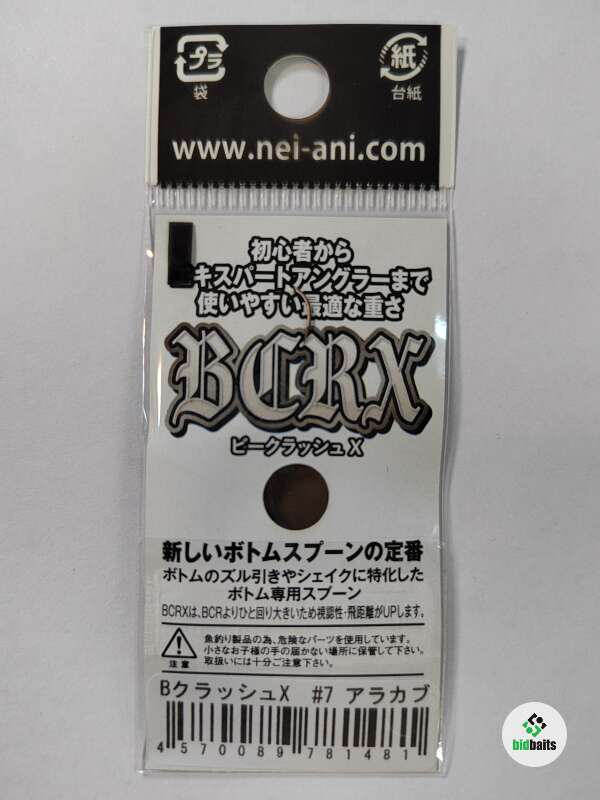 プラ
袋
紙
台紙
www.nei-ani.com
初心者から
キスパートアングラーまで
使いやすい最適な重さ
BCRX
ビークラッシュX
新しいボトムスプーンの定番
ボトムのズル引きやシェイクに特化した
ボトム専用スプーン
BCRXは、BCRよりひと回り大きいため視認性・飛距離がUPします。
注意
魚釣り製品の為、危険なパーツを使用しています。
小さなお子様の手の届かない場所に保管して下さい。
取扱いには十分ご注意下さい。
BクラッシュX #7 アラカブ
4570089781481
bidbaits